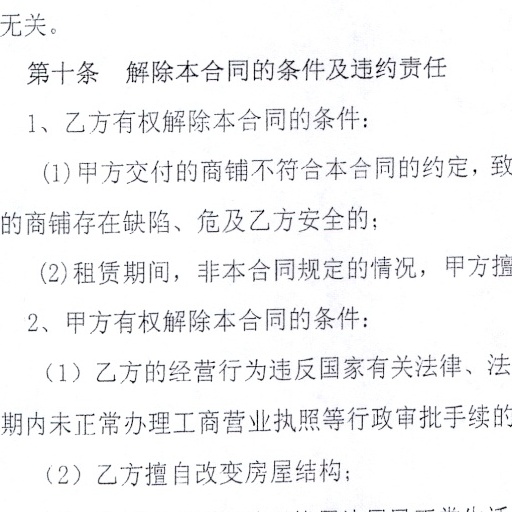 无关。
第十条 解除本合同的条件及违约责任
1、乙方有权解除本合同的条件：
(1)甲方交付的商铺不符合本合同的约定，致
的商铺存在缺陷、危及乙方安全的；
(2)租赁期间，非本合同规定的情况，甲方擅
2、甲方有权解除本合同的条件：
（1）乙方的经营行为违反国家有关法律、法
期内未正常办理工商营业执照等行政审批手续的
（2）乙方擅自改变房屋结构；